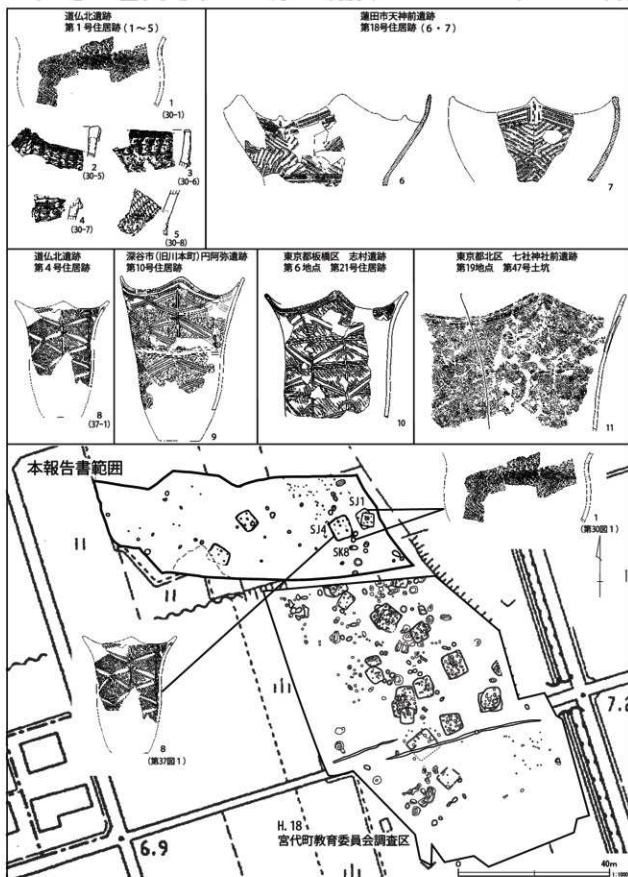 道仏北遺跡
第1号住居跡(1～5)
1
(30-1)
2
(30-5)
3
(30-6)
4
(30-7)
5
(30-8)
蓮田市天神前遺跡
第18号住居跡(6・7)
6
7
道仏北遺跡
第4号住居跡
8
(37-1)
深谷市(旧川本町)円阿弥遺跡
第10号住居跡
9
東京都板橋区 志村遺跡
第6地点 第21号住居跡
10
東京都北区 七社神社前遺跡
第19地点 第47号土坑
11
本報告書範囲
SJ1
SJ4
SK8
1
(第30図1)
8
(第37図1)
7.2
6.9
H.18
宮代町教育委員会調査区
0
40m
1:1000